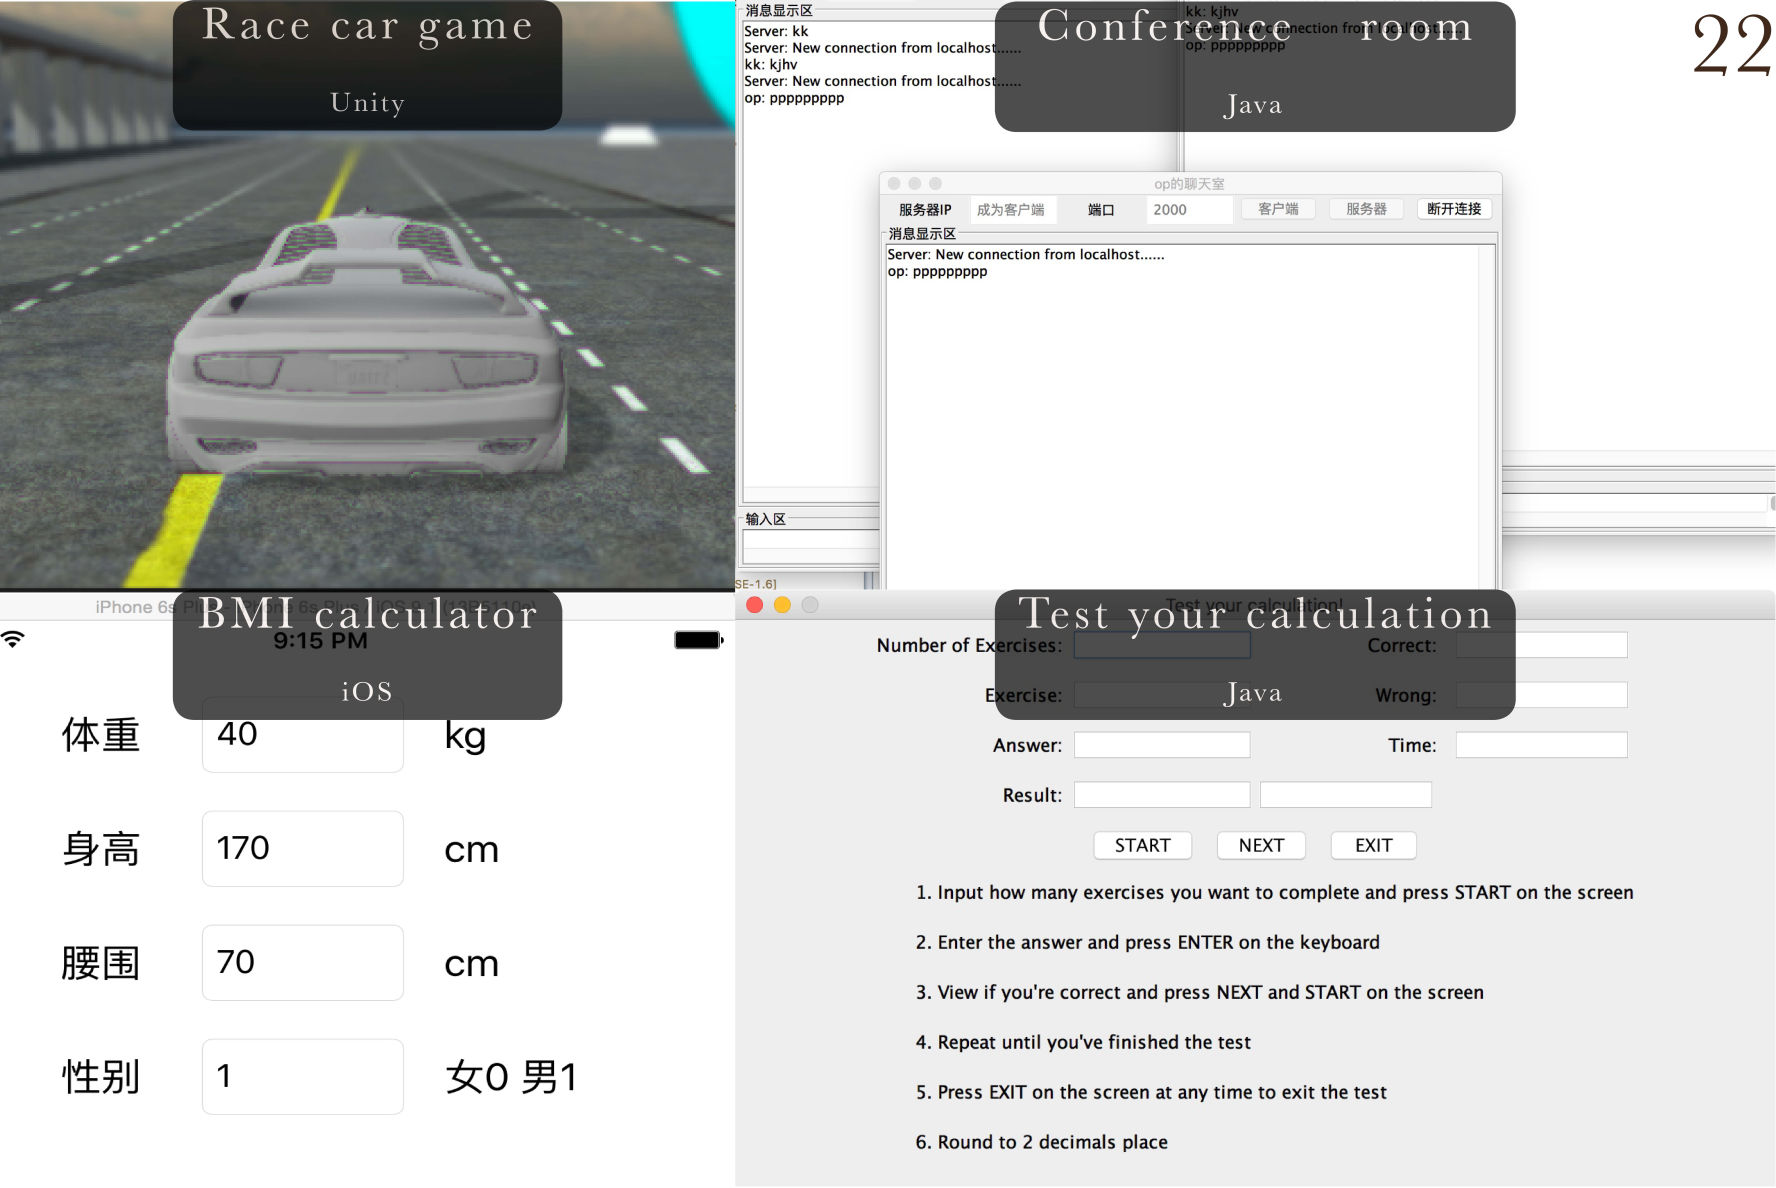 Race car game
Unity
消息显示区
Server: kk
Server: New connection from localhost......
kk: kjhv
Server: New connection from localhost......
op: ppppppppp
输入区
SE-1.6]
kk: kjhv
Server: New connection from localhost......
op: ppppppppp
Conference room
Java
22
op的聊天室
服务器IP 成为客户端 端口 2000 客户端 服务器 断开连接
消息显示区
Server: New connection from localhost......
op: ppppppppp
BMI calculator
iOS
9:15 PM
体重 40 kg
身高 170 cm
腰围 70 cm
性别 1 女0 男1
Test your calculation!
Test your calculation
Java
Number of Exercises: Correct:
Exercise: Wrong:
Answer: Time:
Result:
START NEXT EXIT
1. Input how many exercises you want to complete and press START on the screen
2. Enter the answer and press ENTER on the keyboard
3. View if you're correct and press NEXT and START on the screen
4. Repeat until you've finished the test
5. Press EXIT on the screen at any time to exit the test
6. Round to 2 decimals place